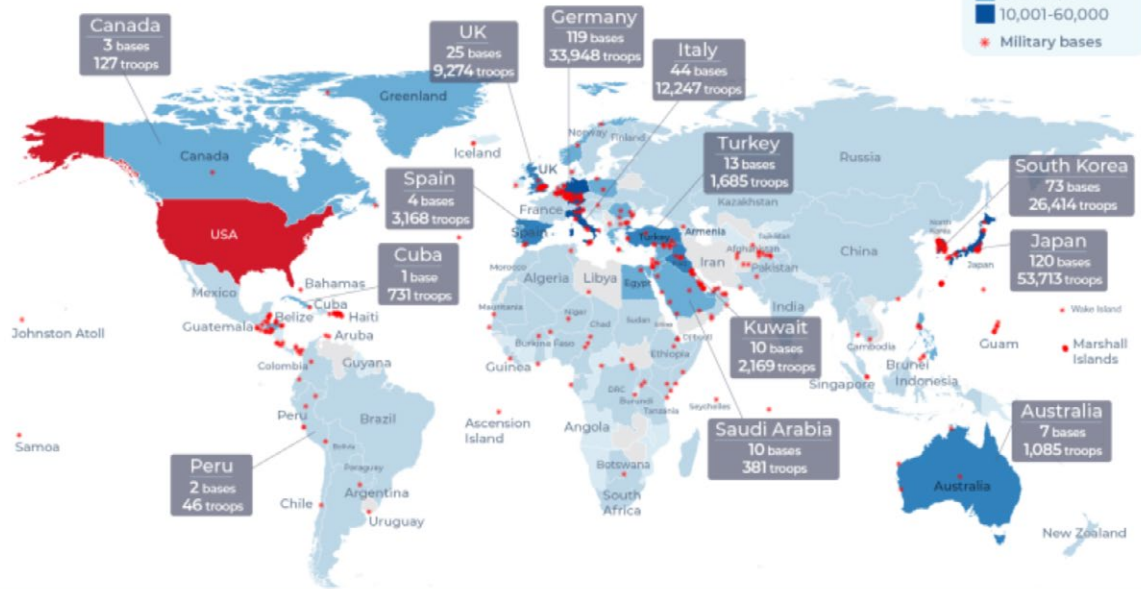 10,001-60,000
Military bases
Canada
3 bases
127 troops
UK
25 bases
9,274 troops
Germany
119 bases
33,948 troops
Italy
44 bases
12,247 troops
Greenland
Iceland
Norway
Finland
Russia
Canada
UK
Turkey
13 bases
1,685 troops
South Korea
73 bases
26,414 troops
Spain
4 bases
3,168 troops
France
Kazakhstan
USA
Spain
Turkey
Armenia
Tajikistan
Afghanistan
North Korea
Japan
Japan
120 bases
53,713 troops
China
Cuba
1 base
731 troops
Morocco
Algeria
Libya
Egypt
Iran
Pakistan
India
Mexico
Bahamas
Cuba
Haiti
Belize
Guatemala
Aruba
Johnston Atoll
Mauritania
Niger
Chad
Sudan
Djibouti
Burkina Faso
Ethiopia
Kuwait
10 bases
2,169 troops
Wake Island
Guam
Marshall Islands
Cambodia
Brunei
Singapore
Indonesia
Colombia
Guyana
Guinea
DRC
Burundi
Tanzania
Seychelles
Peru
Brazil
Ascension Island
Angola
Saudi Arabia
10 bases
381 troops
Australia
7 bases
1,085 troops
Samoa
Bolivia
Paraguay
Peru
2 bases
46 troops
Argentina
Chile
Uruguay
Botswana
South Africa
Australia
New Zealand